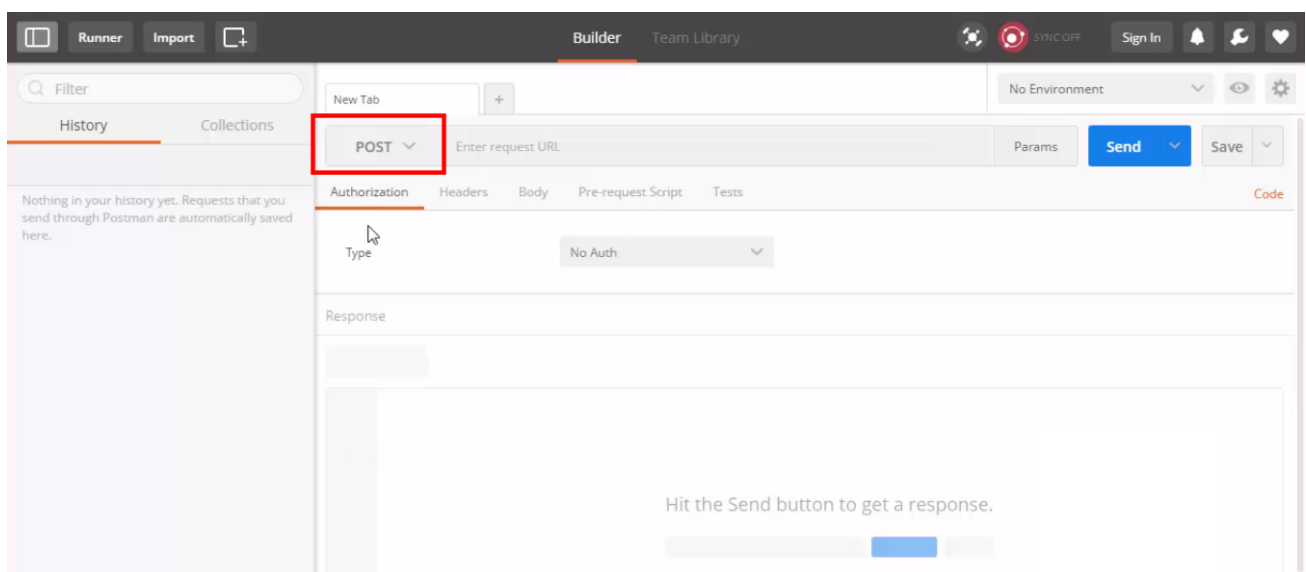 Runner Import Builder Team Library SYNC OFF Sign In
Filter
History Collections
Nothing in your history yet. Requests that you
send through Postman are automatically saved
here.
New Tab + No Environment
POST Enter request URL Params Send Save
Authorization Headers Body Pre-request Script Tests Code
Type No Auth
Response
Hit the Send button to get a response.